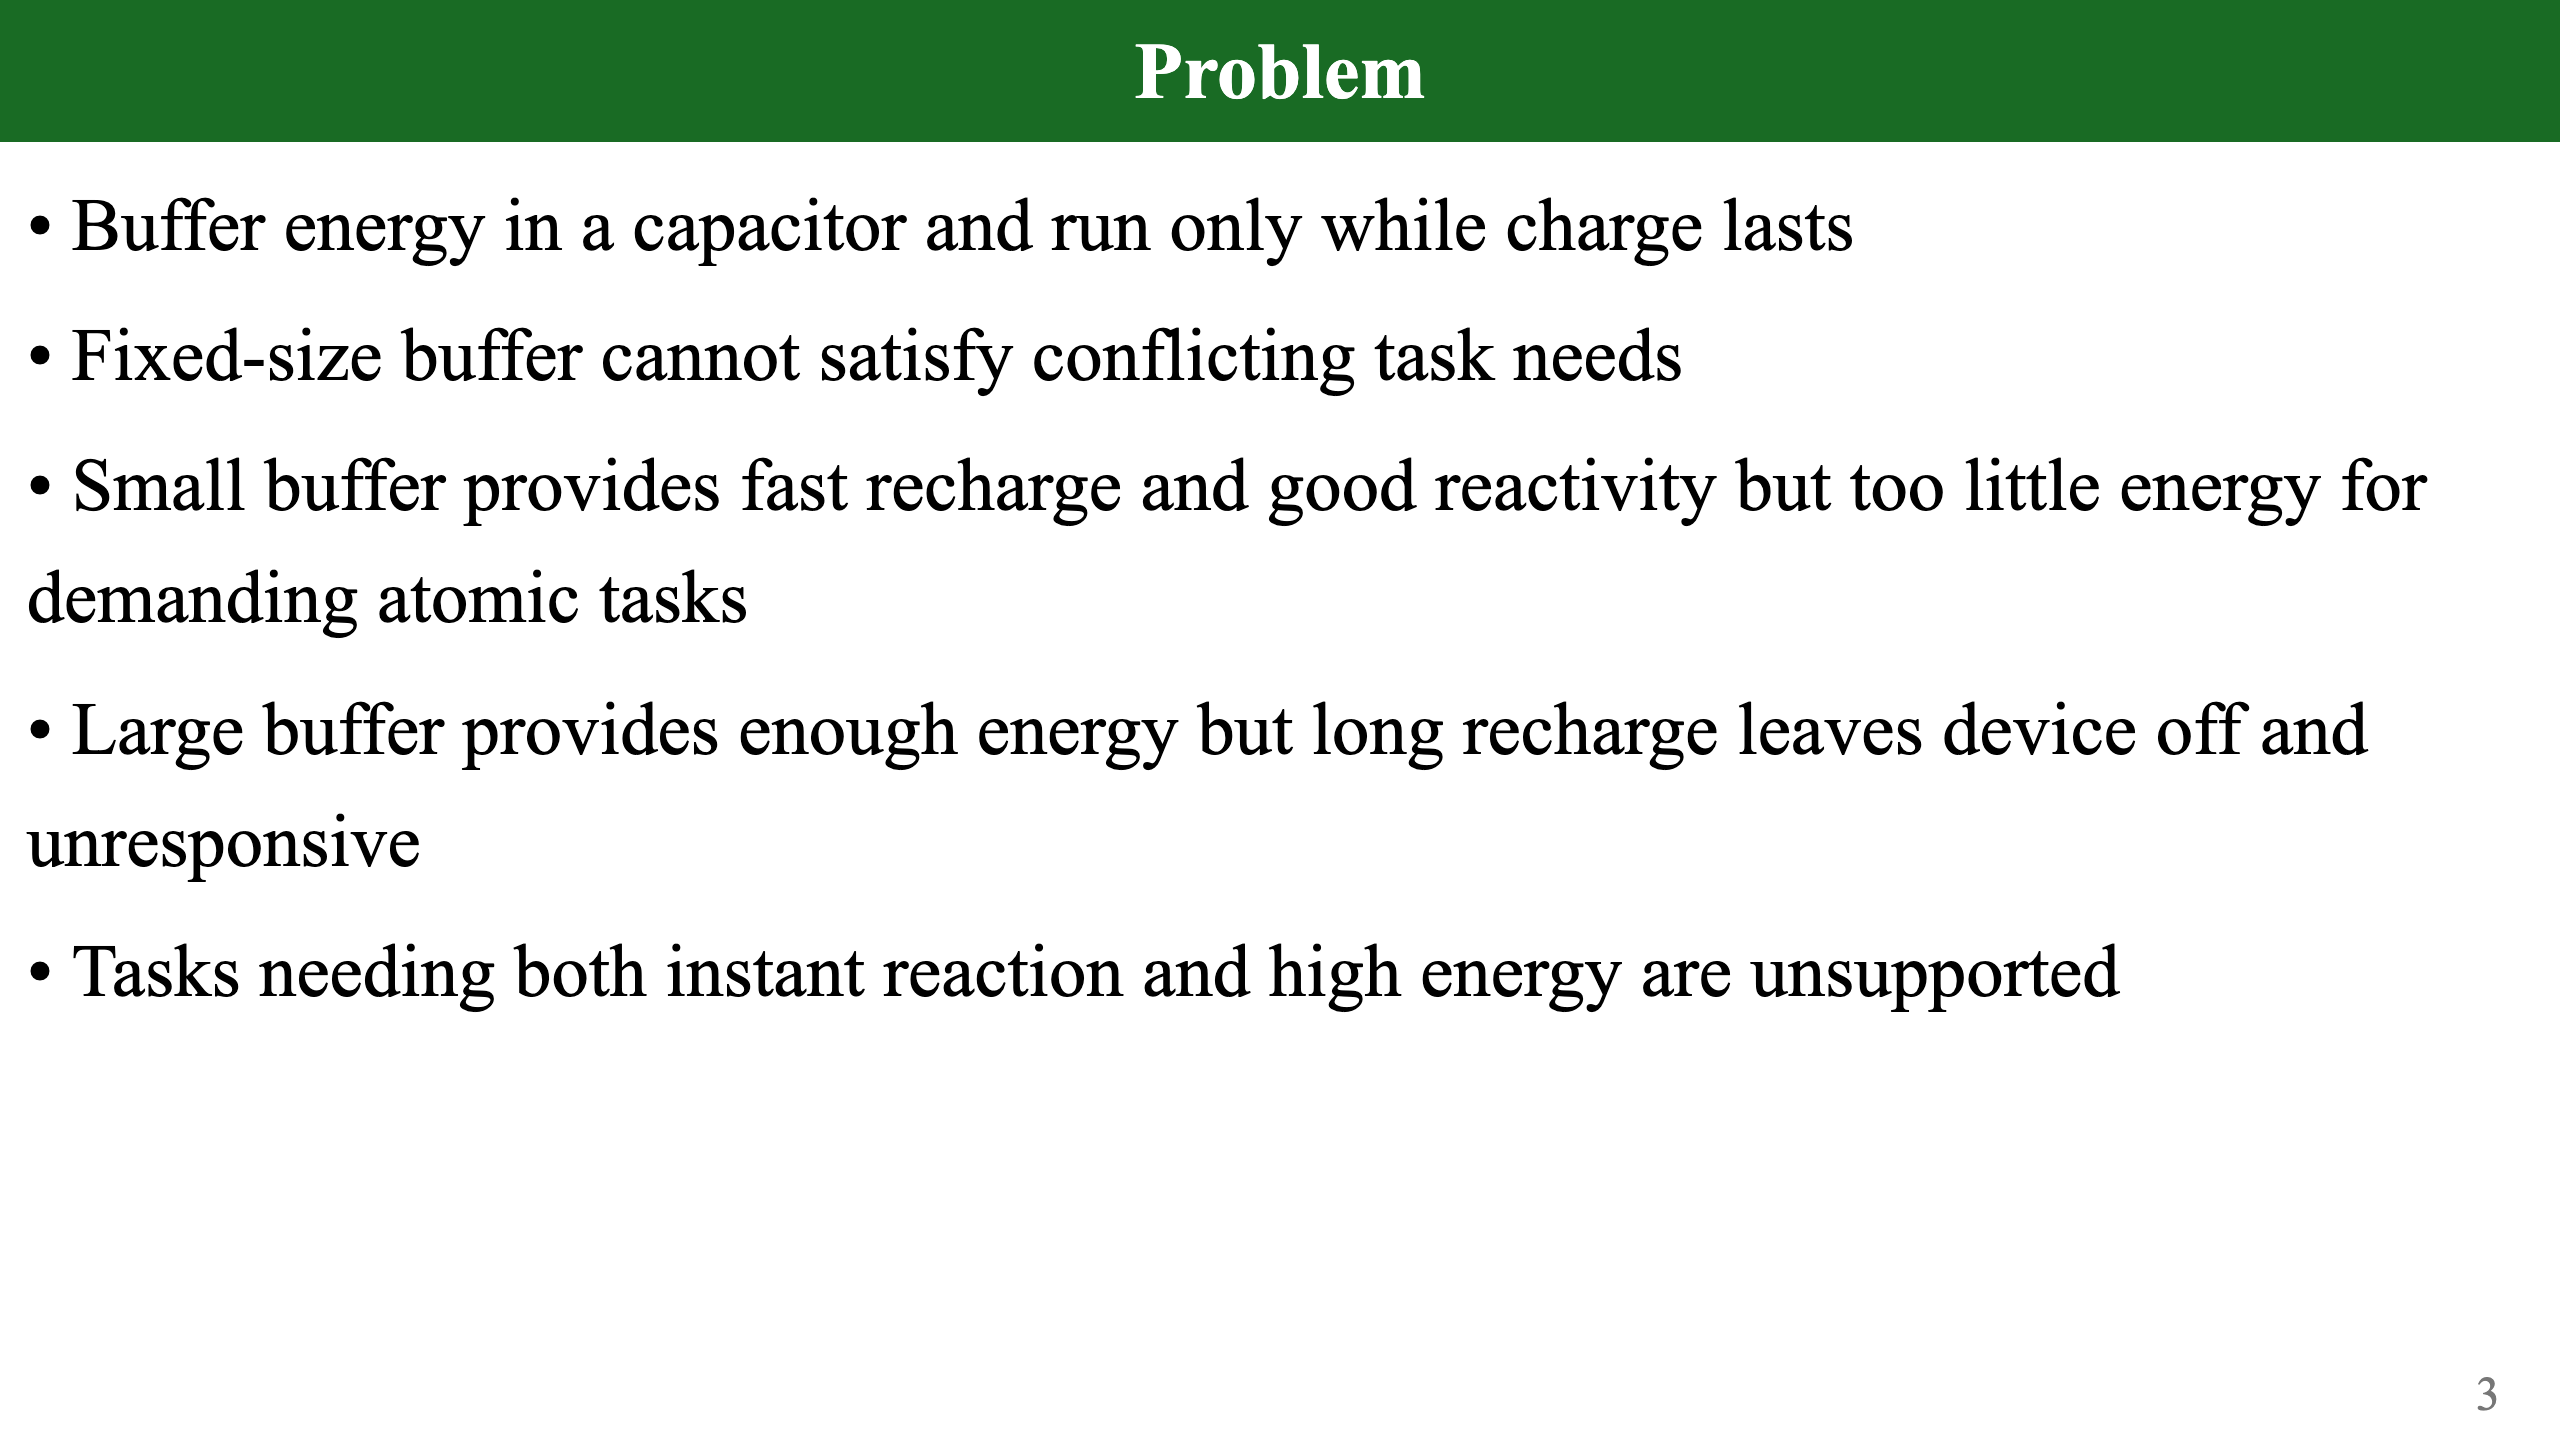 Problem
• Buffer energy in a capacitor and run only while charge lasts
• Fixed-size buffer cannot satisfy conflicting task needs
• Small buffer provides fast recharge and good reactivity but too little energy for
demanding atomic tasks
• Large buffer provides enough energy but long recharge leaves device off and
unresponsive
• Tasks needing both instant reaction and high energy are unsupported
3